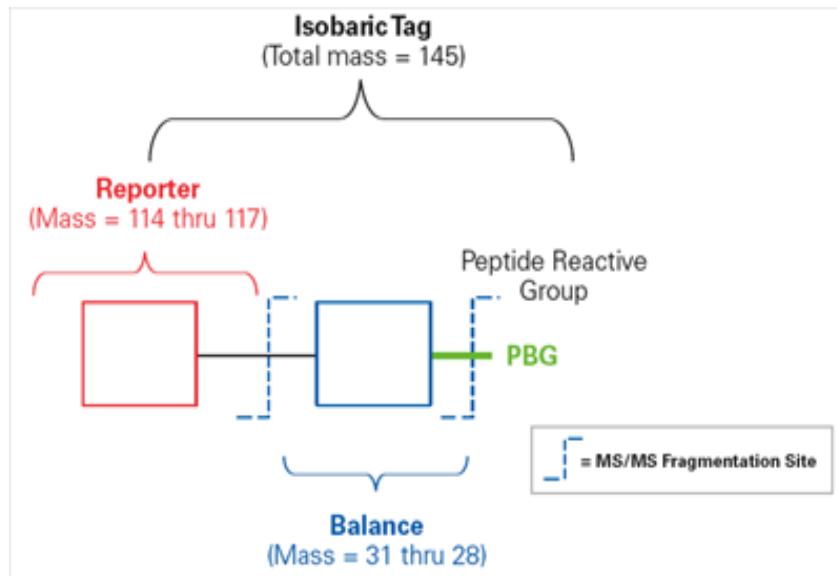 Isobaric Tag
(Total mass = 145)
Reporter
(Mass = 114 thru 117)
Peptide Reactive
Group
PBG
= MS/MS Fragmentation Site
Balance
(Mass = 31 thru 28)